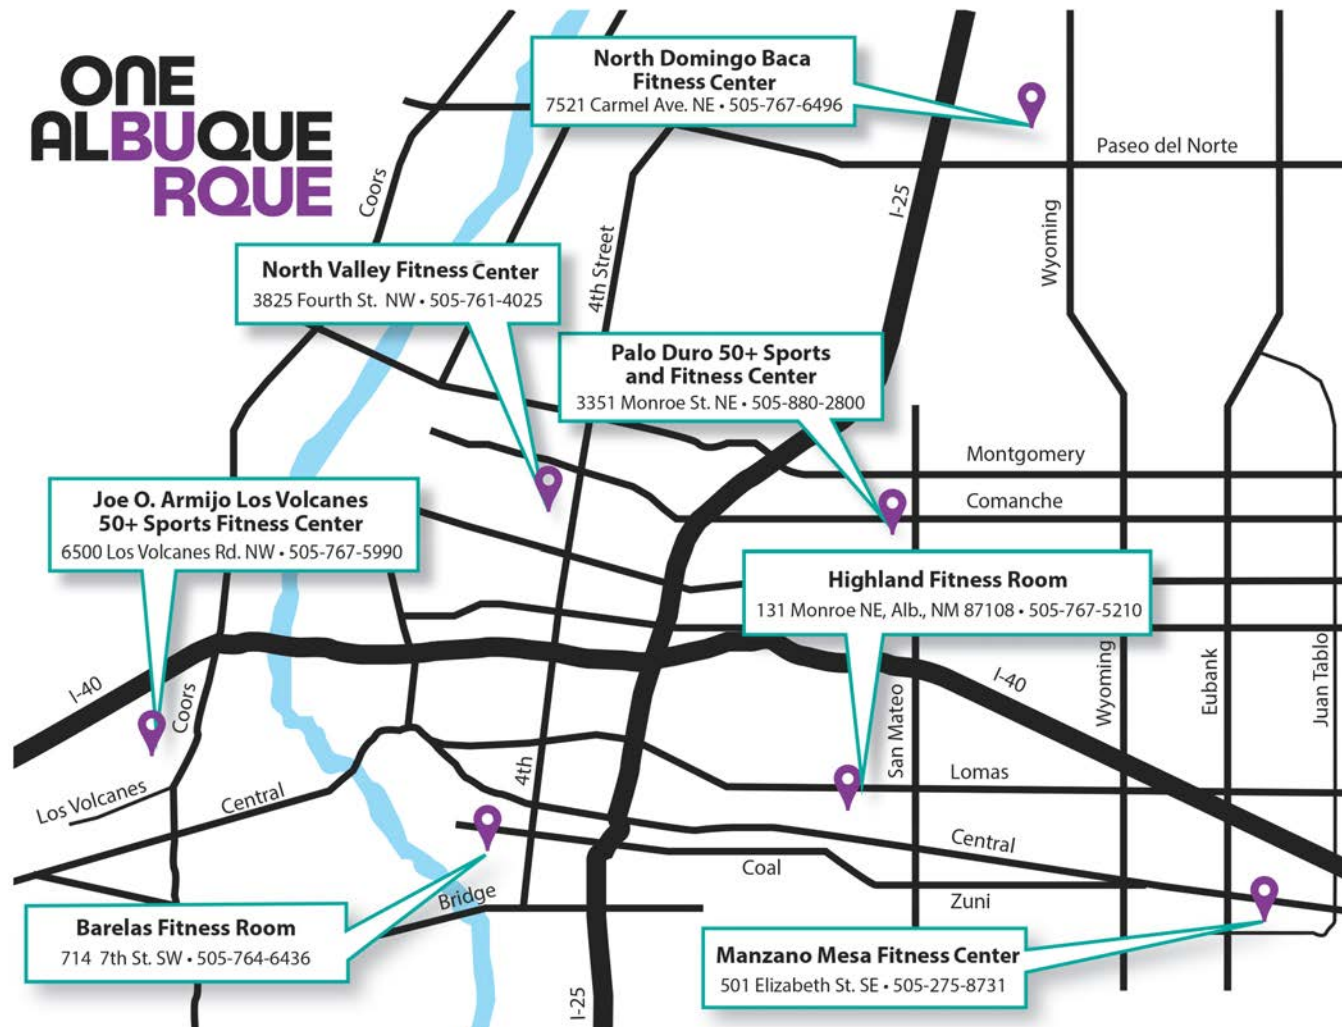 ONE
ALBUQUE
RQUE
North Domingo Baca
Fitness Center
7521 Carmel Ave. NE • 505-767-6496
Paseo del Norte
Coors
I-25
Wyoming
4th Street
North Valley Fitness Center
3825 Fourth St. NW • 505-761-4025
Palo Duro 50+ Sports
and Fitness Center
3351 Monroe St. NE • 505-880-2800
Montgomery
Comanche
Joe O. Armijo Los Volcanes
50+ Sports Fitness Center
6500 Los Volcanes Rd. NW • 505-767-5990
Highland Fitness Room
131 Monroe NE, Alb., NM 87108 • 505-767-5210
I-40
Coors
San Mateo
I-40
Wyoming
Eubank
Juan Tablo
Los Volcanes
Central
4th
Lomas
Central
Coal
Zuni
Bridge
Barelas Fitness Room
714 7th St. SW • 505-764-6436
Manzano Mesa Fitness Center
501 Elizabeth St. SE • 505-275-8731
I-25